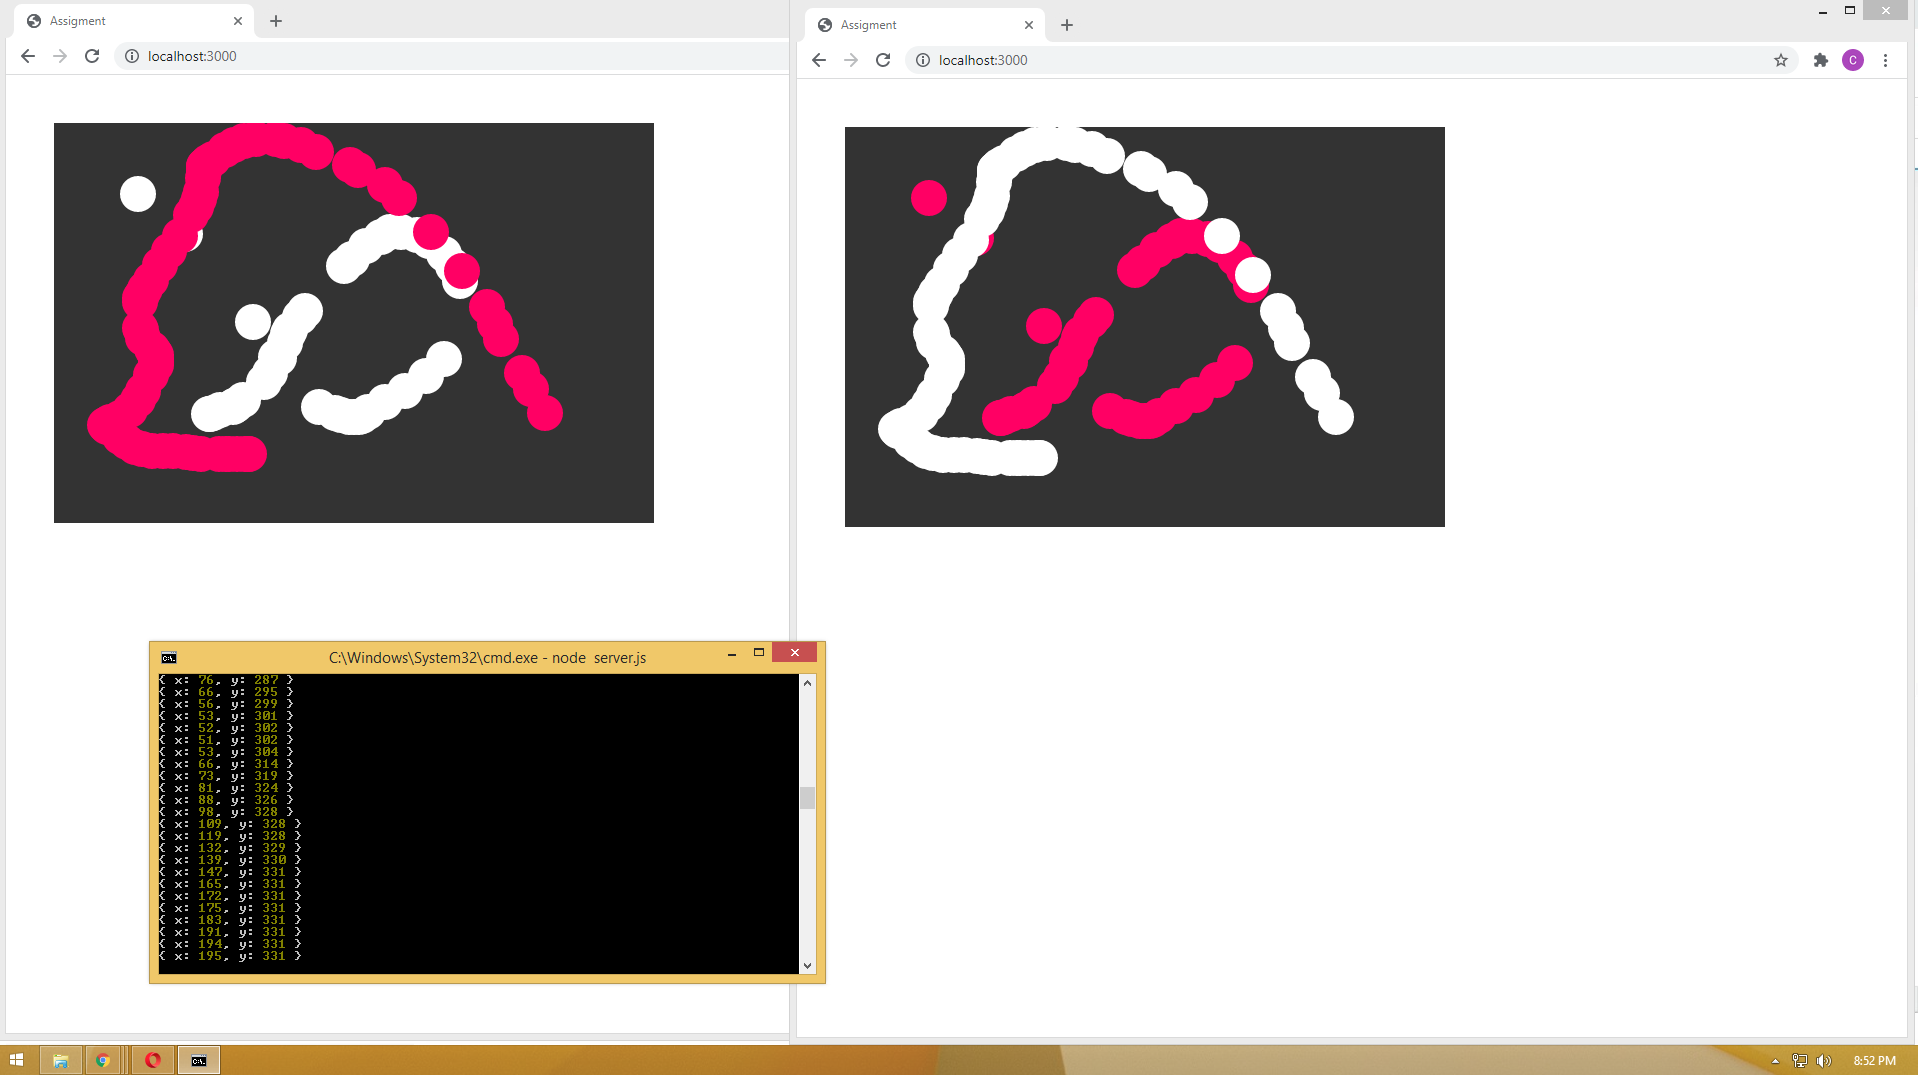 Assigment
localhost:3000
Assigment
localhost:3000
C
C:\Windows\System32\cmd.exe - node  server.js
{ x: 76, y: 287 }
{ x: 66, y: 295 }
{ x: 56, y: 299 }
{ x: 53, y: 301 }
{ x: 52, y: 302 }
{ x: 51, y: 302 }
{ x: 53, y: 304 }
{ x: 66, y: 314 }
{ x: 73, y: 319 }
{ x: 81, y: 324 }
{ x: 88, y: 326 }
{ x: 98, y: 328 }
{ x: 109, y: 328 }
{ x: 119, y: 328 }
{ x: 132, y: 329 }
{ x: 139, y: 330 }
{ x: 147, y: 331 }
{ x: 165, y: 331 }
{ x: 172, y: 331 }
{ x: 175, y: 331 }
{ x: 183, y: 331 }
{ x: 191, y: 331 }
{ x: 194, y: 331 }
{ x: 195, y: 331 }
8:52 PM